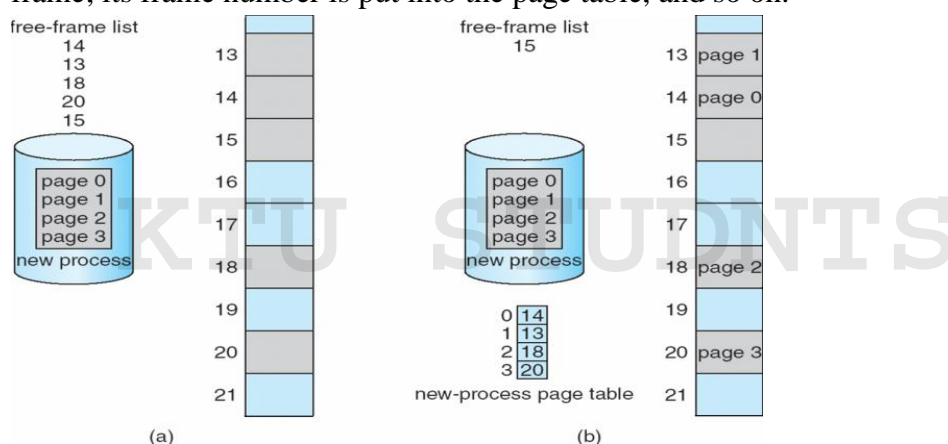 frame, its frame number is put into the page table, and so on.
free-frame list
14
13
18
20
15
page 0
page 1
page 2
page 3
new process
13
14
15
16
17
18
19
20
21
(a)
free-frame list
15
page 0
page 1
page 2
page 3
new process
0 14
1 13
2 18
3 20
new-process page table
13 page 1
14 page 0
15
16
17
18 page 2
19
20 page 3
21
(b)
KTU STUDNTS